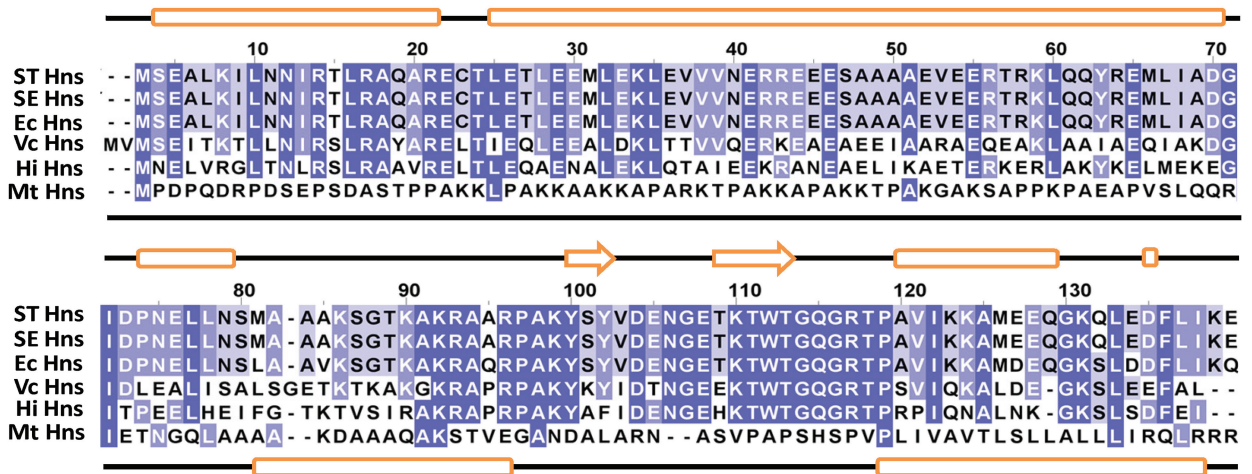 10 20 30 40 50 60 70
ST Hns --MSEALKILNNIRTLRAQARECTLETLEEMLEKLEVVVNERREEESAAAAEVEERTRKLQQYREMLIADG
SE Hns --MSEALKILNNIRTLRAQARECTLETLEEMLEKLEVVVNERREEESAAAAEVEERTRKLQQYREMLIADG
Ec Hns --MSEALKILNNIRTLRAQARECTLETLEEMLEKLEVVVNERREEESAAAAEVEERTRKLQQYREMLIADG
Vc Hns MVMSEITKTLLNIRSLRAYARELTIEQLEEALDKLTTVVQERKEAEAEEIAARAEQEAKLAAIAEQIAKDG
Hi Hns --MNELVRGLTNLRSLRAAVRELTLEQAENALEKLQTAIEEKRANEAELIKAETERKERLAKYKELMEKEG
Mt Hns --MPDPQDRPDSEPSDASTPPAKKLPAKKAAKKAPARKTPAKKAPAKKTPAKGAKSAPPKPAEAPVSLQQR
80 90 100 110 120 130
ST Hns IDPNELLNSMA-AAKSGTKAKRAARPAKYSYVDENGETKTWTGQGRTPAVIKKAMEEQGKQLEDFLIKE
SE Hns IDPNELLNSMA-AAKSGTKAKRAARPAKYSYVDENGETKTWTGQGRTPAVIKKAMEEQGKQLEDFLIKE
Ec Hns IDPNELLNSLA-AVKSGTKAKRAQRPAKYSYVDENGETKTWTGQGRTPAVIKKAMDEQGKSLDDFLIKQ
Vc Hns IDLEALISALSGETKTKAKGKRAPRPAKYKYIDTNGEEKTWTGQGRTPSVIQKALDE-GKSLEEFAL--
Hi Hns ITPEELHEIFG-TKTVSIRAKRAPRPAKYAFIDENGEHKTWTGQGRTPRPIQNALNK-GKSLSDFEI--
Mt Hns IETNGQLAAAA--KDAAAQAKSTVEGANDALARN--ASVPAPSHSPVPLIVAVTLSLLALLLIRQLRRR